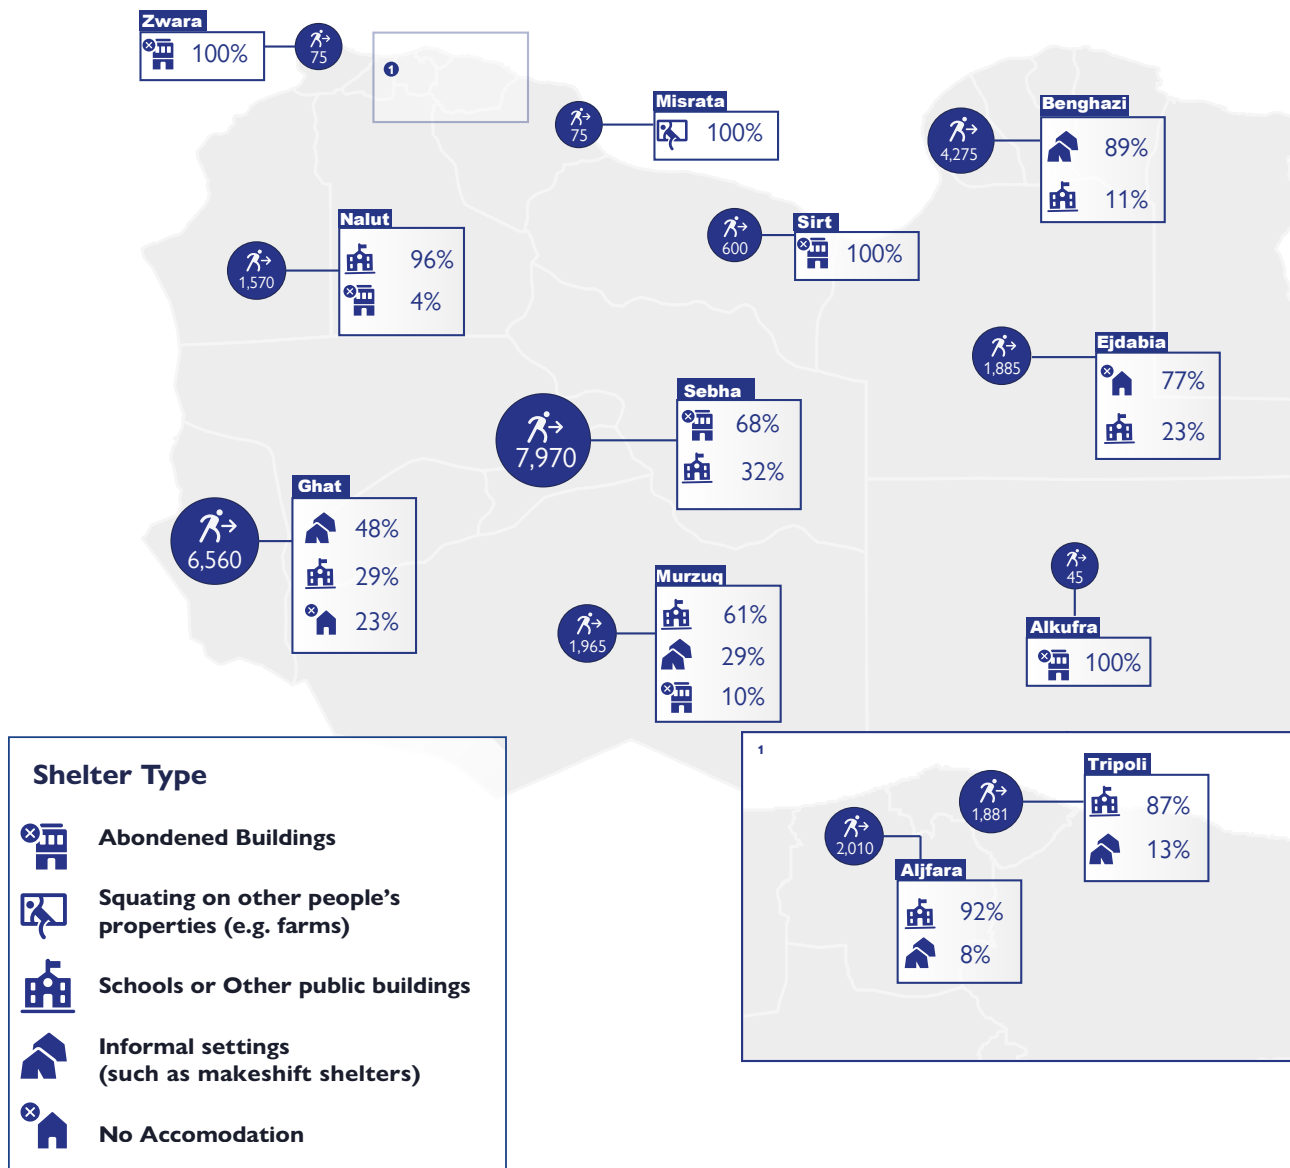 Zwara
100%
75
1
Misrata
100%
75
Benghazi
89%
11%
4,275
Nalut
96%
4%
1,570
Sirt
100%
600
Ejdabia
77%
23%
1,885
Sebha
68%
32%
7,970
Ghat
48%
29%
23%
6,560
Murzuq
61%
29%
10%
1,965
45
Alkufra
100%
Shelter Type
Abondened Buildings
Squating on other people's
properties (e.g. farms)
Schools or Other public buildings
Informal settings
(such as makeshift shelters)
No Accomodation
1
Tripoli
87%
13%
1,881
2,010
Aljfara
92%
8%